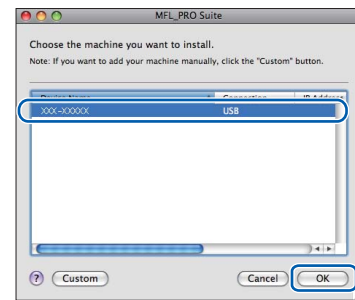 MFL_PRO Suite
Choose the machine you want to install.
Note: If you want to add your machine manually, click the "Custom" button.
Device Name Connection IP Address
XXX-XXXXX USB
? Custom Cancel OK